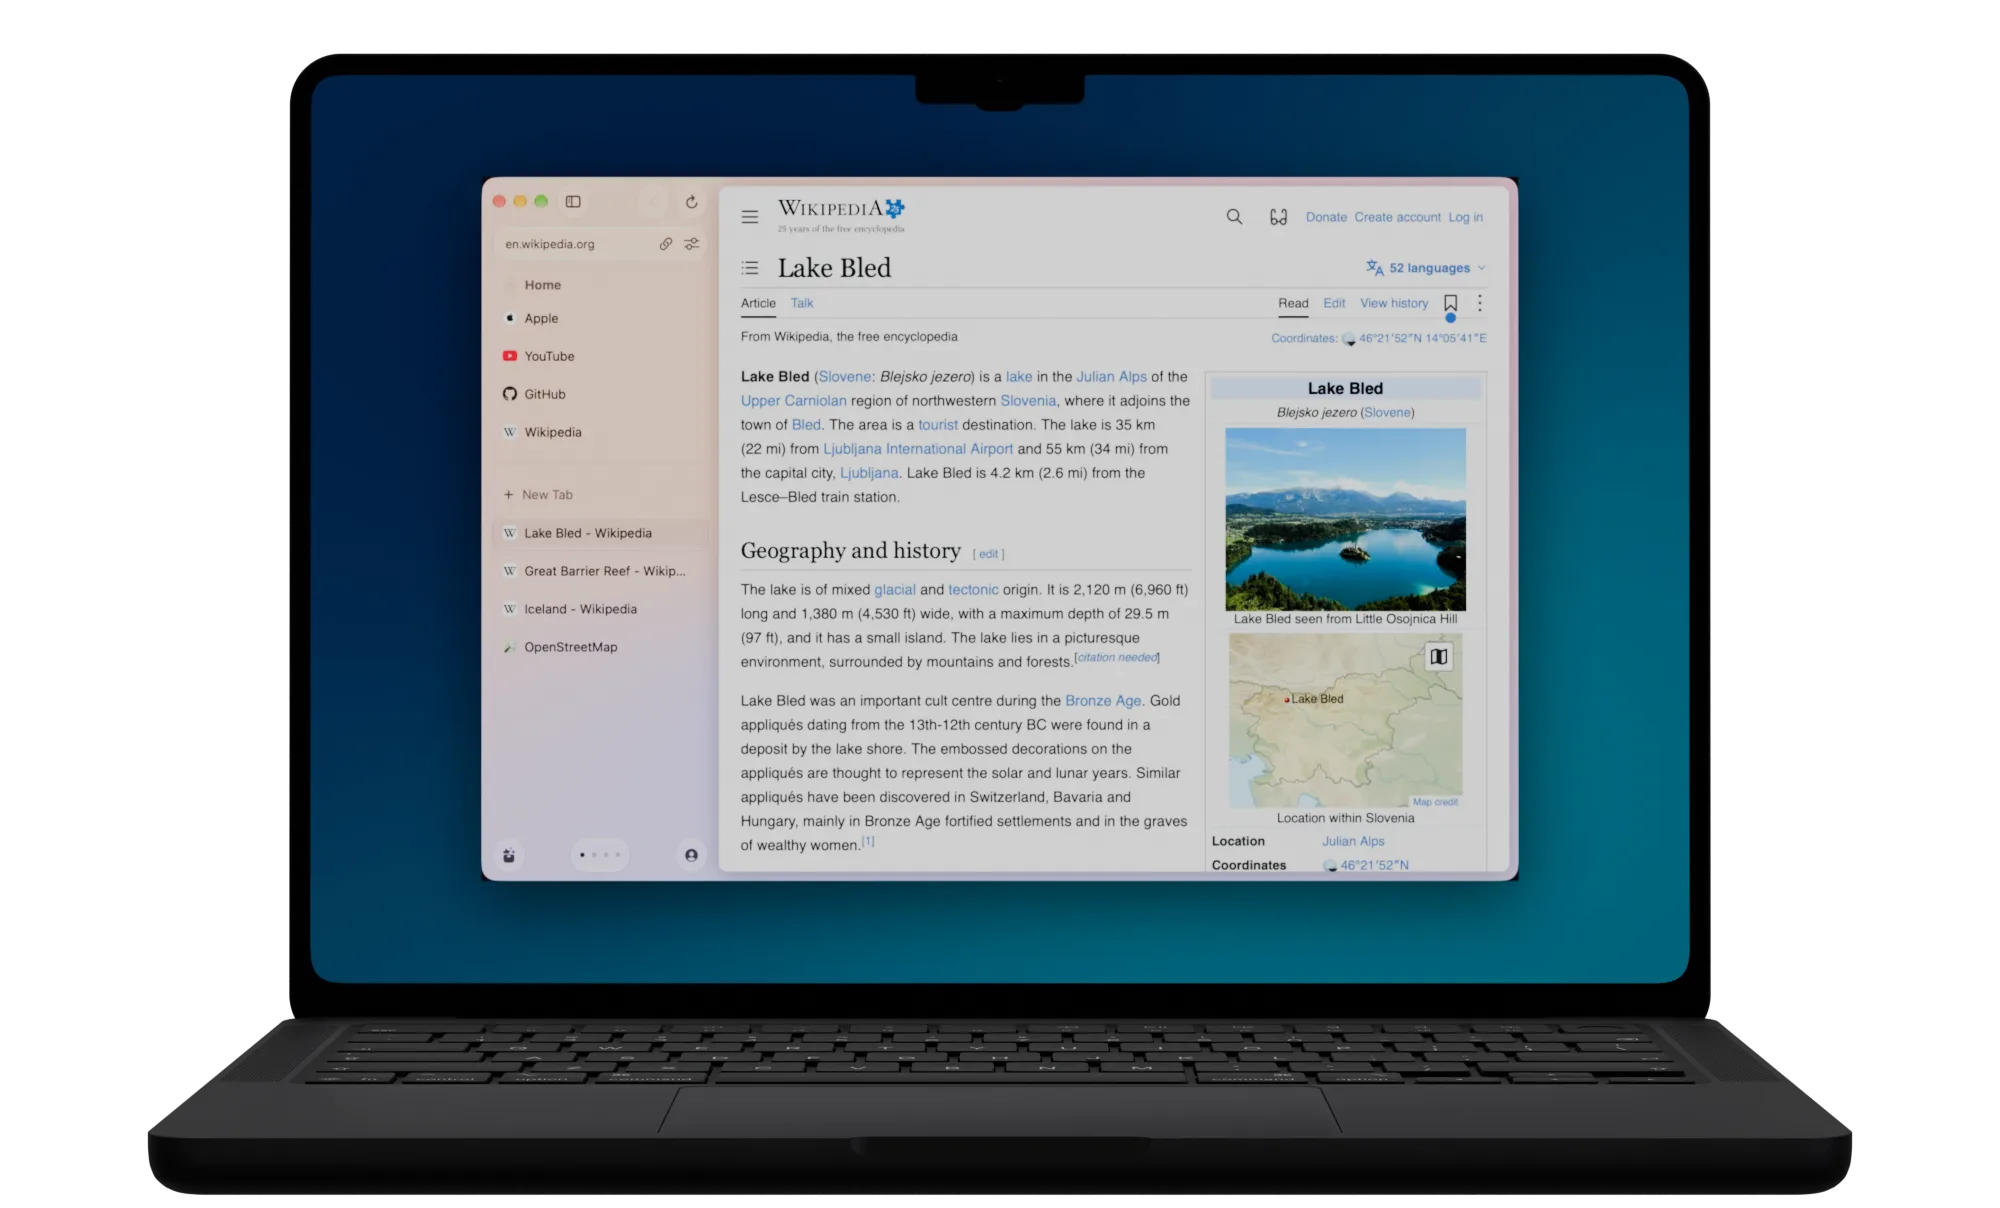 en.wikipedia.org
Home
Apple
YouTube
GitHub
Wikipedia
+ New Tab
Lake Bled - Wikipedia
Great Barrier Reef - Wikip...
Iceland - Wikipedia
OpenStreetMap
WIKIPEDIA
25 years of the free encyclopedia
Donate Create account Log in
Lake Bled
52 languages
Article Talk
Read Edit View history
From Wikipedia, the free encyclopedia
Coordinates: 46°21′52″N 14°05′41″E
Lake Bled (Slovene: Blejsko jezero) is a lake in the Julian Alps of the
Upper Carniolan region of northwestern Slovenia, where it adjoins the
town of Bled. The area is a tourist destination. The lake is 35 km
(22 mi) from Ljubljana International Airport and 55 km (34 mi) from
the capital city, Ljubljana. Lake Bled is 4.2 km (2.6 mi) from the
Lesce–Bled train station.
Geography and history [ edit ]
The lake is of mixed glacial and tectonic origin. It is 2,120 m (6,960 ft)
long and 1,380 m (4,530 ft) wide, with a maximum depth of 29.5 m
(97 ft), and it has a small island. The lake lies in a picturesque
environment, surrounded by mountains and forests.[citation needed]
Lake Bled was an important cult centre during the Bronze Age. Gold
appliqués dating from the 13th-12th century BC were found in a
deposit by the lake shore. The embossed decorations on the
appliqués are thought to represent the solar and lunar years. Similar
appliqués have been discovered in Switzerland, Bavaria and
Hungary, mainly in Bronze Age fortified settlements and in the graves
of wealthy women.[1]
Lake Bled
Blejsko jezero (Slovene)
Lake Bled seen from Little Osojnica Hill
Lake Bled
Map credit
Location within Slovenia
Location Julian Alps
Coordinates 46°21′52″N
control option command command option